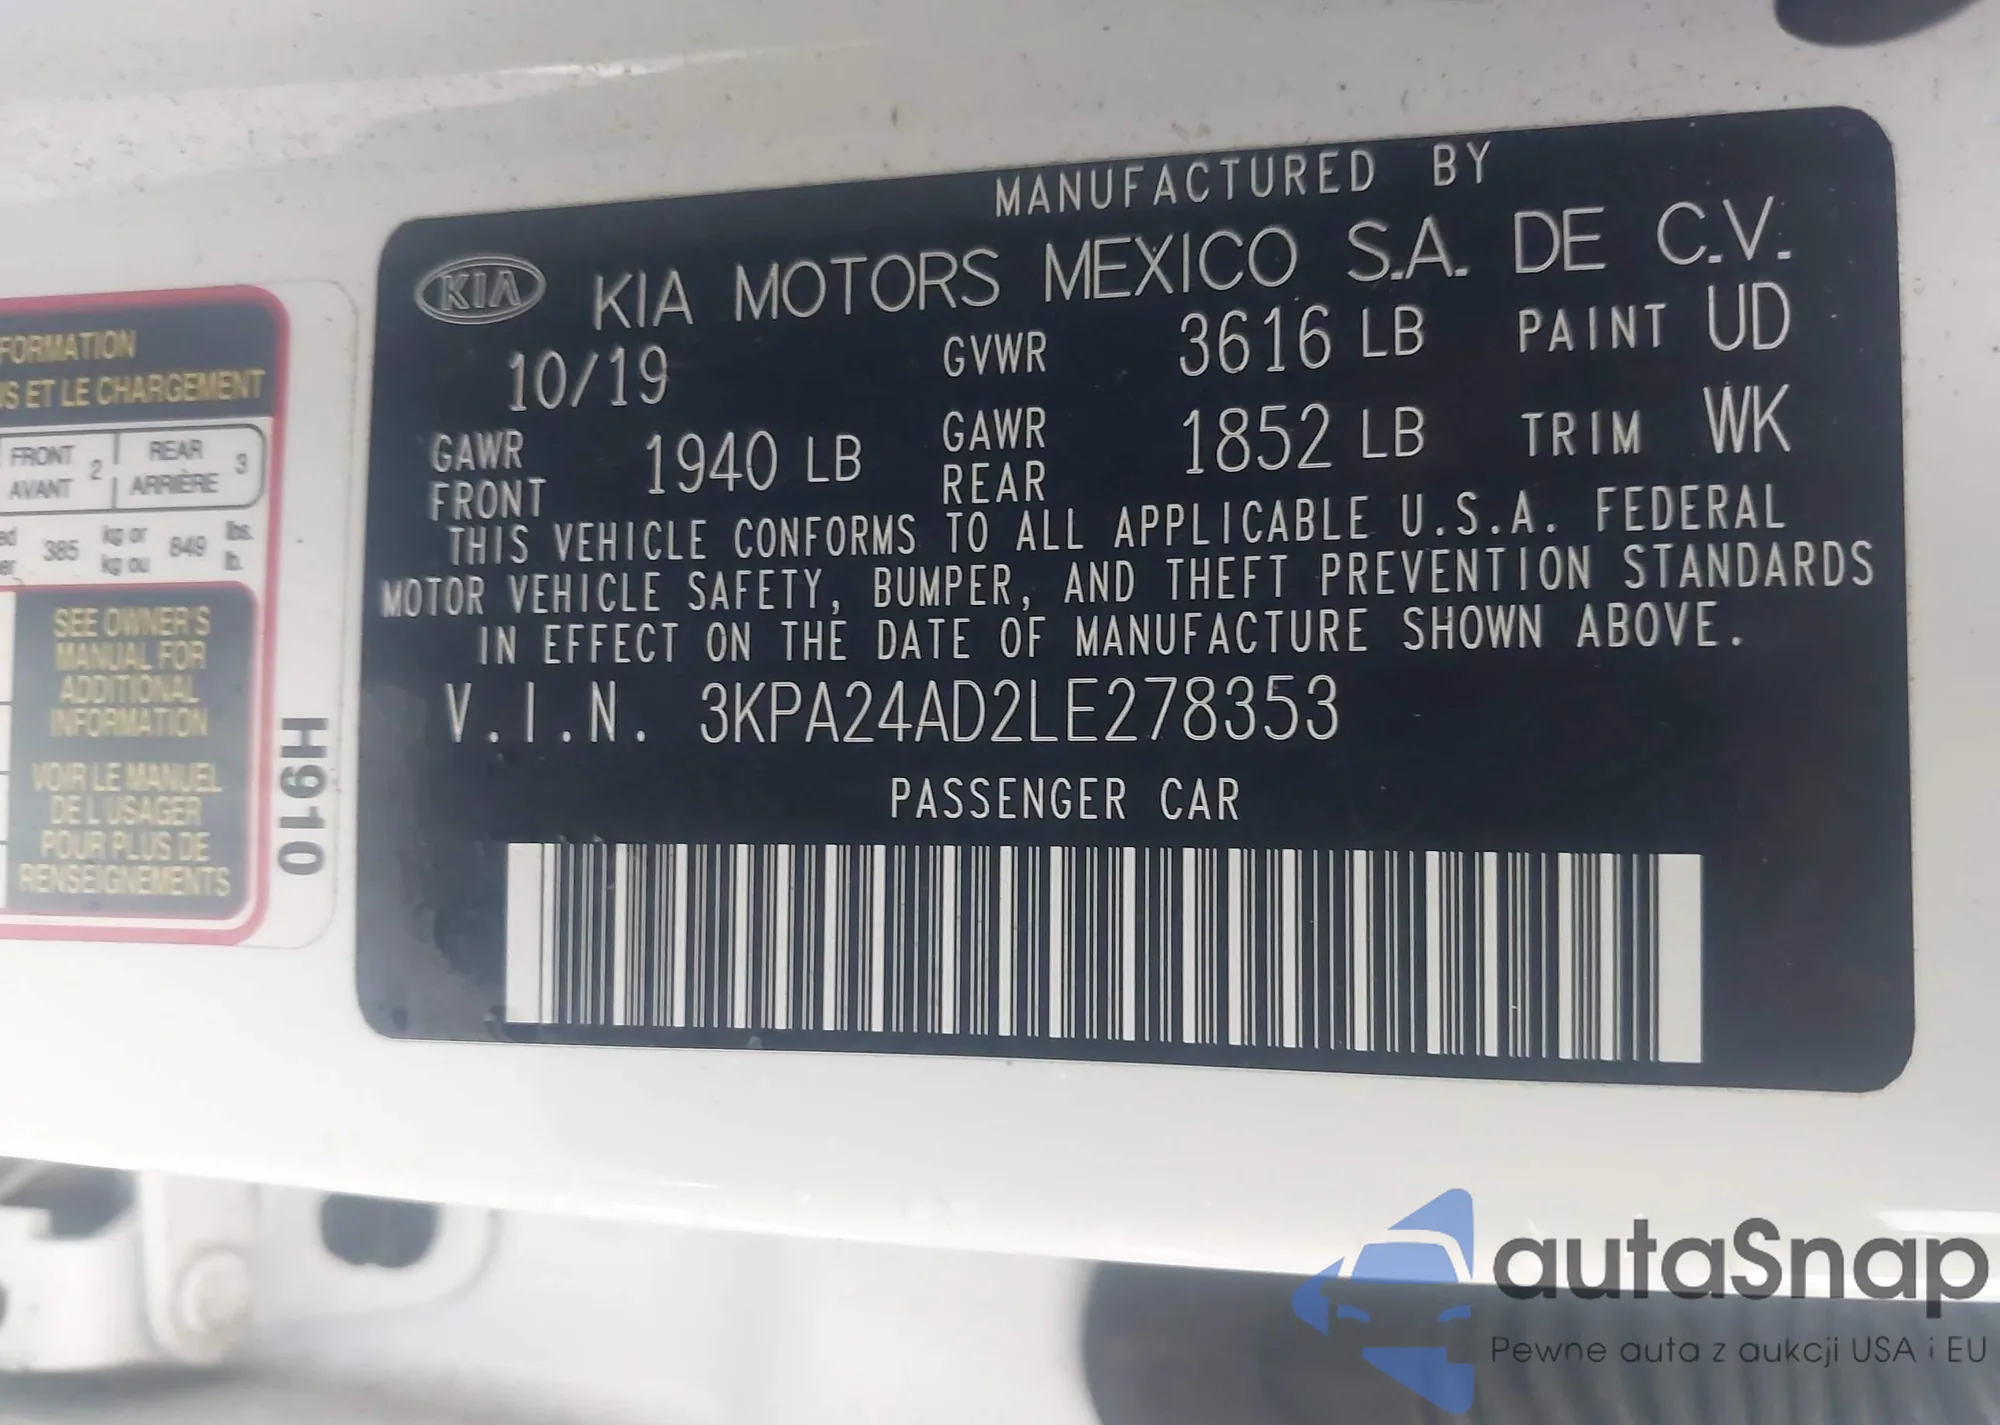 FORMATION
S ET LE CHARGEMENT
FRONT
AVANT
2
REAR
ARRIÈRE
3
385
kg or
kg ou
849
lbs.
lb.
SEE OWNER'S
MANUAL FOR
ADDITIONAL
INFORMATION
VOIR LE MANUEL
DE L'USAGER
POUR PLUS DE
RENSEIGNEMENTS
H910
MANUFACTURED BY
KIA KIA MOTORS MEXICO S.A. DE C.V.
10/19 GVWR 3616 LB PAINT UD
GAWR FRONT 1940 LB GAWR REAR 1852 LB TRIM WK
THIS VEHICLE CONFORMS TO ALL APPLICABLE U.S.A. FEDERAL
MOTOR VEHICLE SAFETY, BUMPER, AND THEFT PREVENTION STANDARDS
IN EFFECT ON THE DATE OF MANUFACTURE SHOWN ABOVE.
V.I.N. 3KPA24AD2LE278353
PASSENGER CAR
autaSnap
Pewne auta z aukcji USA i EU